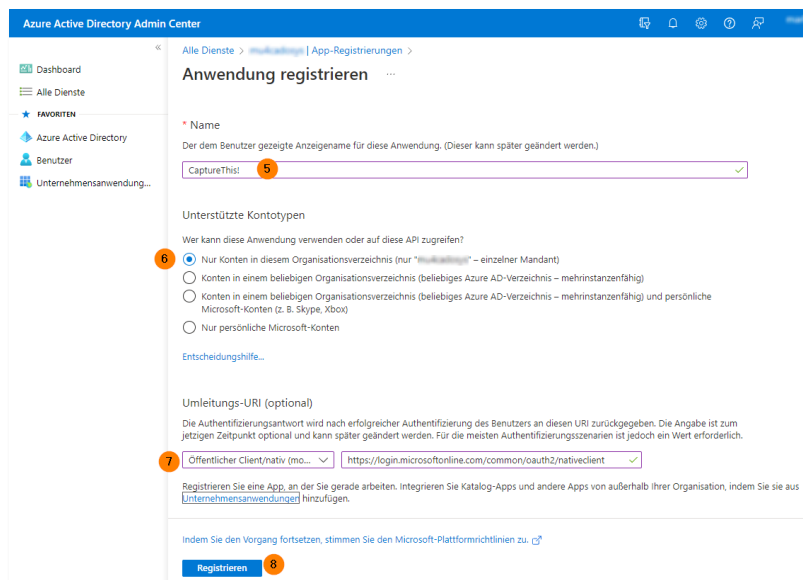 Azure Active Directory Admin Center
«
Alle Dienste > | App-Registrierungen >
Dashboard
Anwendung registrieren ...
Alle Dienste
FAVORITEN
* Name
Azure Active Directory
Der dem Benutzer gezeigte Anzeigename für diese Anwendung. (Dieser kann später geändert werden.)
Benutzer
CaptureThis! 5
Unternehmensanwendung...
Unterstützte Kontotypen
Wer kann diese Anwendung verwenden oder auf diese API zugreifen?
6 Nur Konten in diesem Organisationsverzeichnis (nur "" – einzelner Mandant)
Konten in einem beliebigen Organisationsverzeichnis (beliebiges Azure AD-Verzeichnis – mehrinstanzenfähig)
Konten in einem beliebigen Organisationsverzeichnis (beliebiges Azure AD-Verzeichnis – mehrinstanzenfähig) und persönliche
Microsoft-Konten (z. B. Skype, Xbox)
Nur persönliche Microsoft-Konten
Entscheidungshilfe...
Umleitungs-URI (optional)
Die Authentifizierungsantwort wird nach erfolgreicher Authentifizierung des Benutzers an diesen URI zurückgegeben. Die Angabe ist zum
jetzigen Zeitpunkt optional und kann später geändert werden. Für die meisten Authentifizierungsszenarien ist jedoch ein Wert erforderlich.
7 Öffentlicher Client/nativ (mo... https://login.microsoftonline.com/common/oauth2/nativeclient
Registrieren Sie eine App, an der Sie gerade arbeiten. Integrieren Sie Katalog-Apps und andere Apps von außerhalb Ihrer Organisation, indem Sie sie aus
Unternehmensanwendungen hinzufügen.
Indem Sie den Vorgang fortsetzen, stimmen Sie den Microsoft-Plattformrichtlinien zu.
Registrieren 8